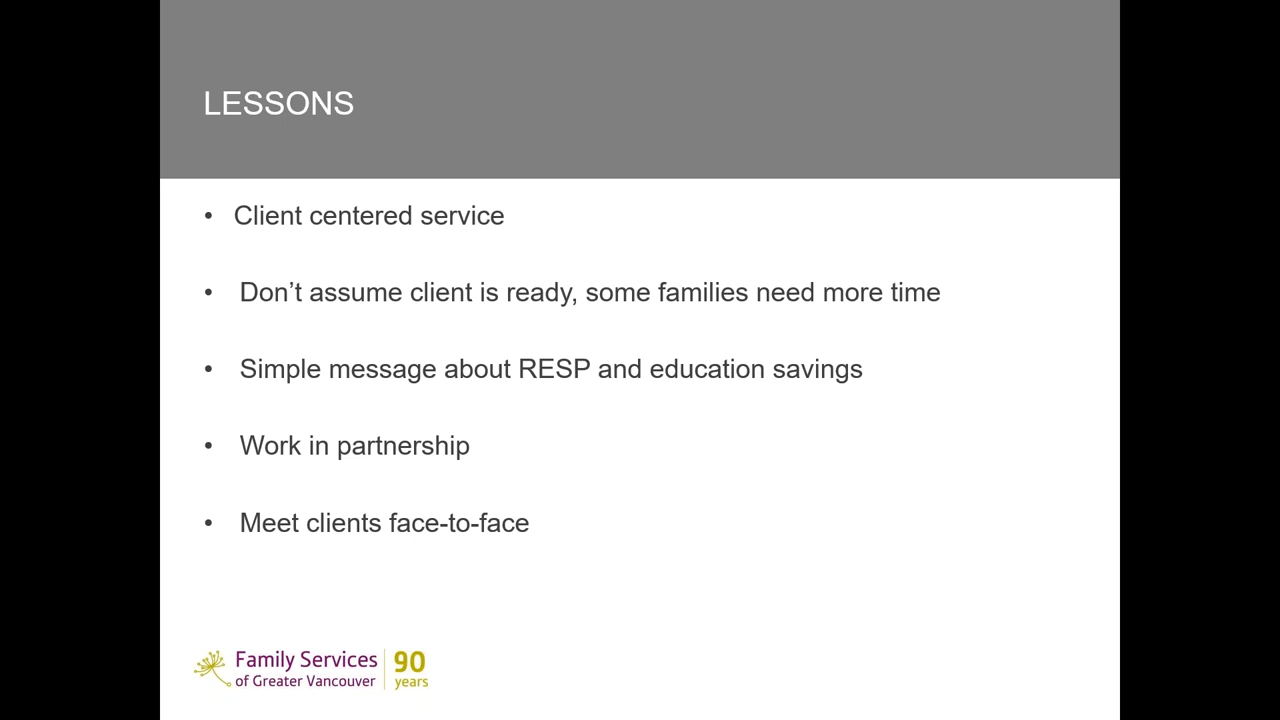 LESSONS
• Client centered service
• Don’t assume client is ready, some families need more time
• Simple message about RESP and education savings
• Work in partnership
• Meet clients face-to-face
Family Services
of Greater Vancouver
90
years